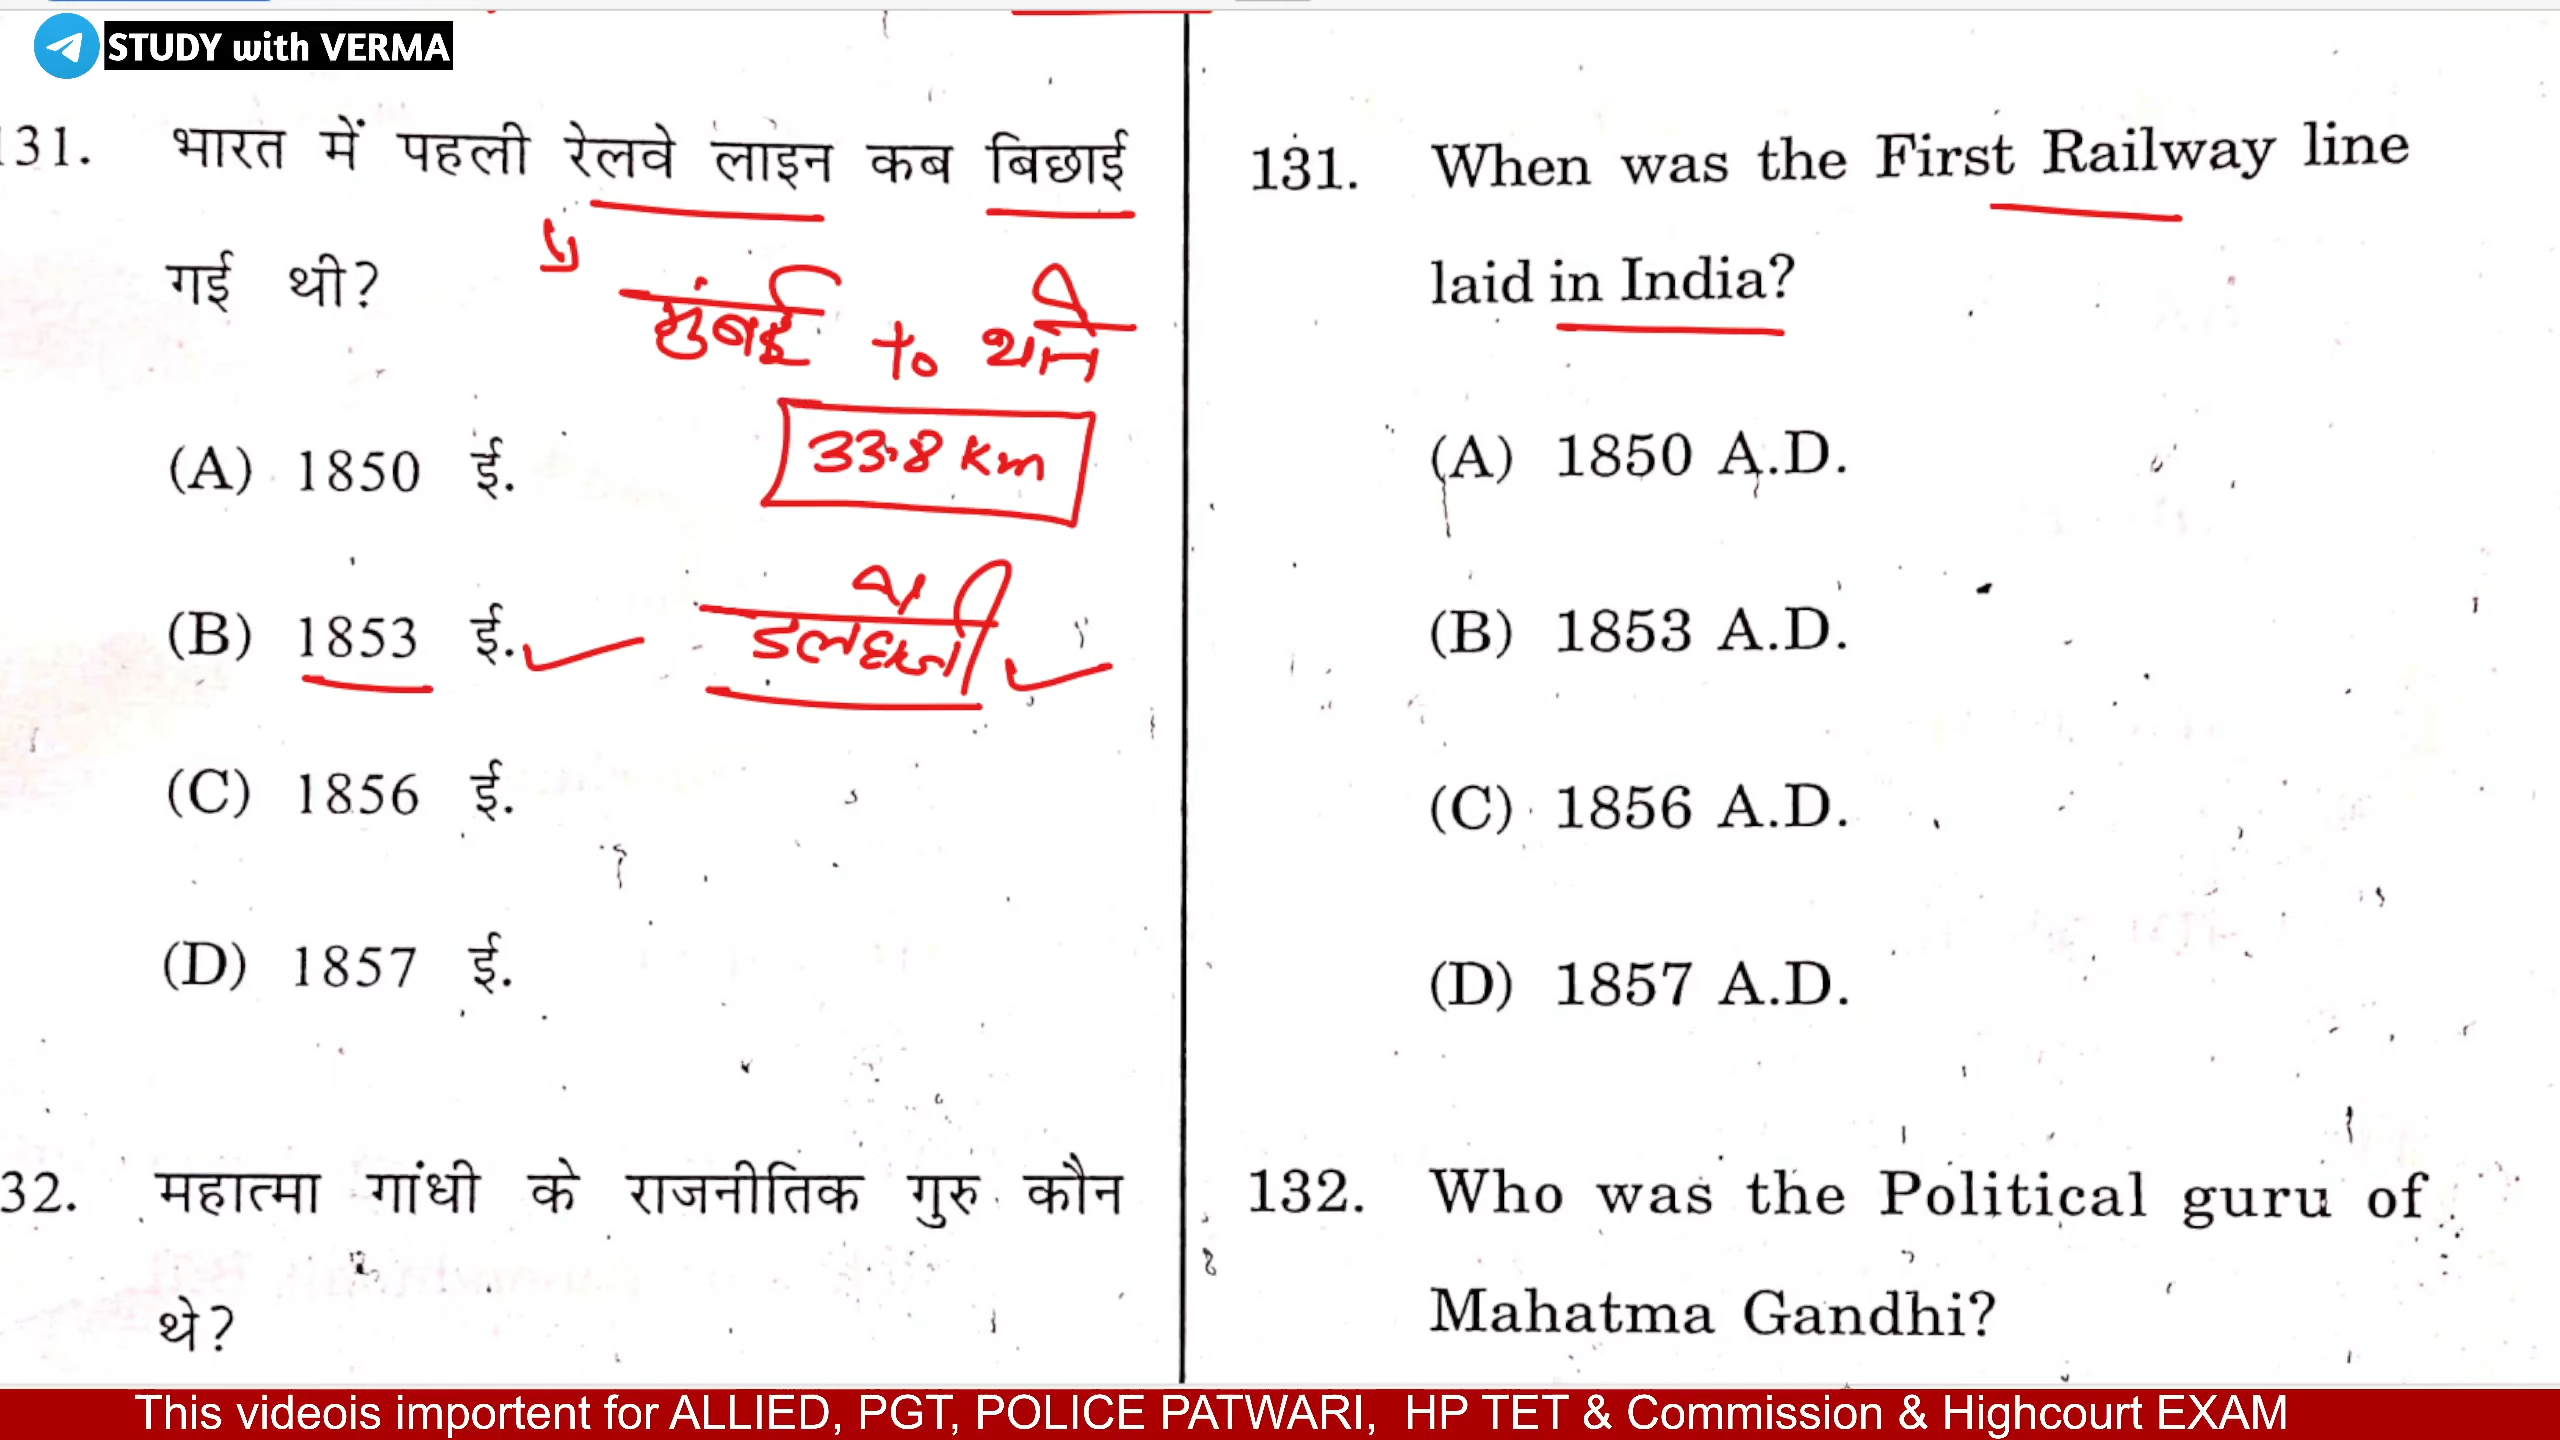 STUDY with VERMA
131. भारत में पहली रेलवे लाइन कब बिछाई
गई थी?
मुंबई to थाने
33.8 Km
(A) 1850 ई.
(B) 1853 ई.
डलहौजी
(C) 1856 ई.
(D) 1857 ई.
32. महात्मा गांधी के राजनीतिक गुरु कौन
थे?
131. When was the First Railway line
laid in India?
(A) 1850 A.D.
(B) 1853 A.D.
(C) 1856 A.D.
(D) 1857 A.D.
132. Who was the Political guru of
Mahatma Gandhi?
This videois importent for ALLIED, PGT, POLICE PATWARI, HP TET & Commission & Highcourt EXAM